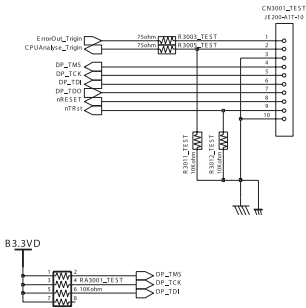 CN3001_TEST
JE200-A1T-10
ErrorOut_Trigin 75ohm R3003_TEST 1
CPUAnalyse_Trigin 75ohm R3005_TEST 2
3
DP_TMS 4
DP_TCK 5
DP_TDI 6
DP_TDO 7
nRESET 8
nTRst 9
10
R3011_TEST
10Kohm
R3012_TEST
10Kohm
B3.3VD
1 2 DP_TMS
3 4 RA3001_TEST DP_TCK
5 6 10Kohm DP_TDI
7 8